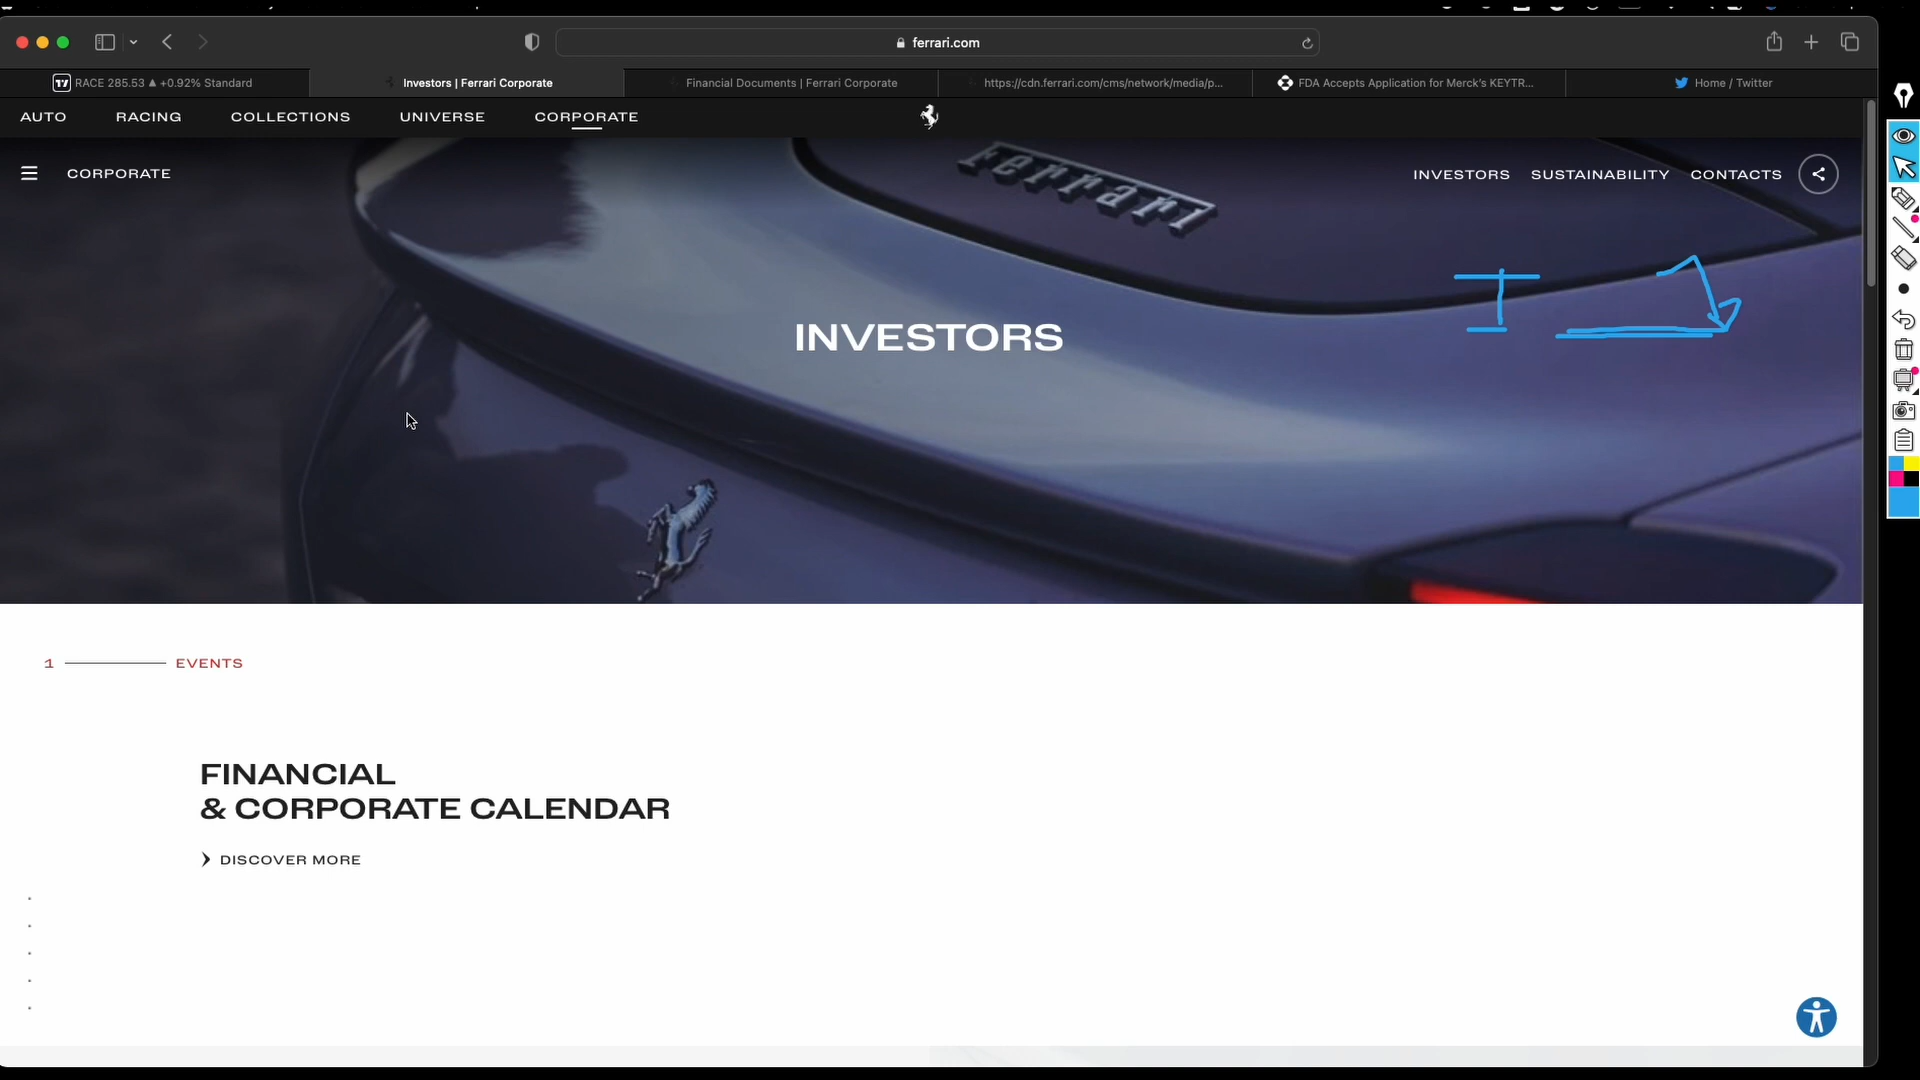 ferrari.com
RACE 285.53 ▲ +0.92% Standard
Investors | Ferrari Corporate
Financial Documents | Ferrari Corporate
https://cdn.ferrari.com/cms/network/media/p...
FDA Accepts Application for Merck's KEYTR...
Home / Twitter
AUTO
RACING
COLLECTIONS
UNIVERSE
CORPORATE
CORPORATE
INVESTORS
SUSTAINABILITY
CONTACTS
Ferrari
I
INVESTORS
1
EVENTS
FINANCIAL
& CORPORATE CALENDAR
DISCOVER MORE